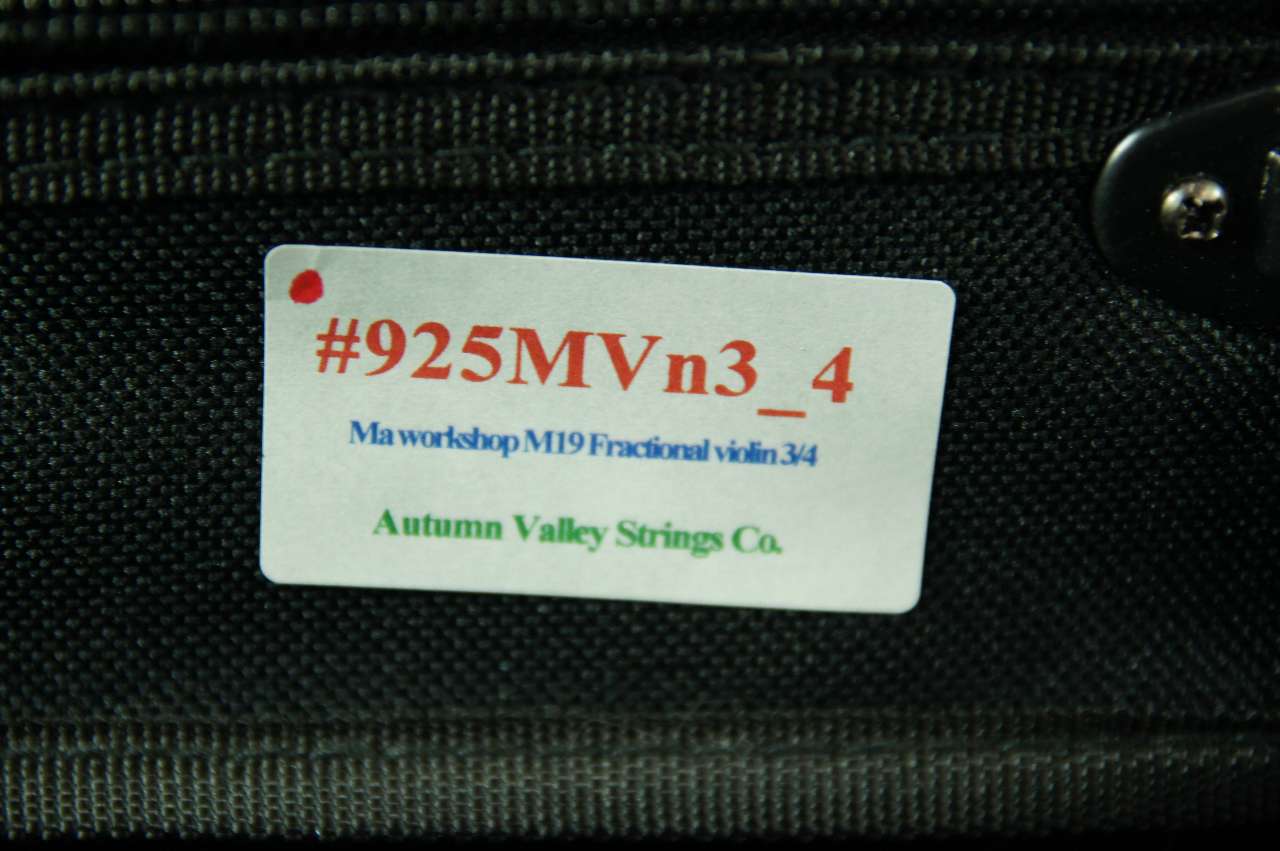 #925MVn3_4
Ma workshop M19 Fractional violin 3/4
Autumn Valley Strings Co.